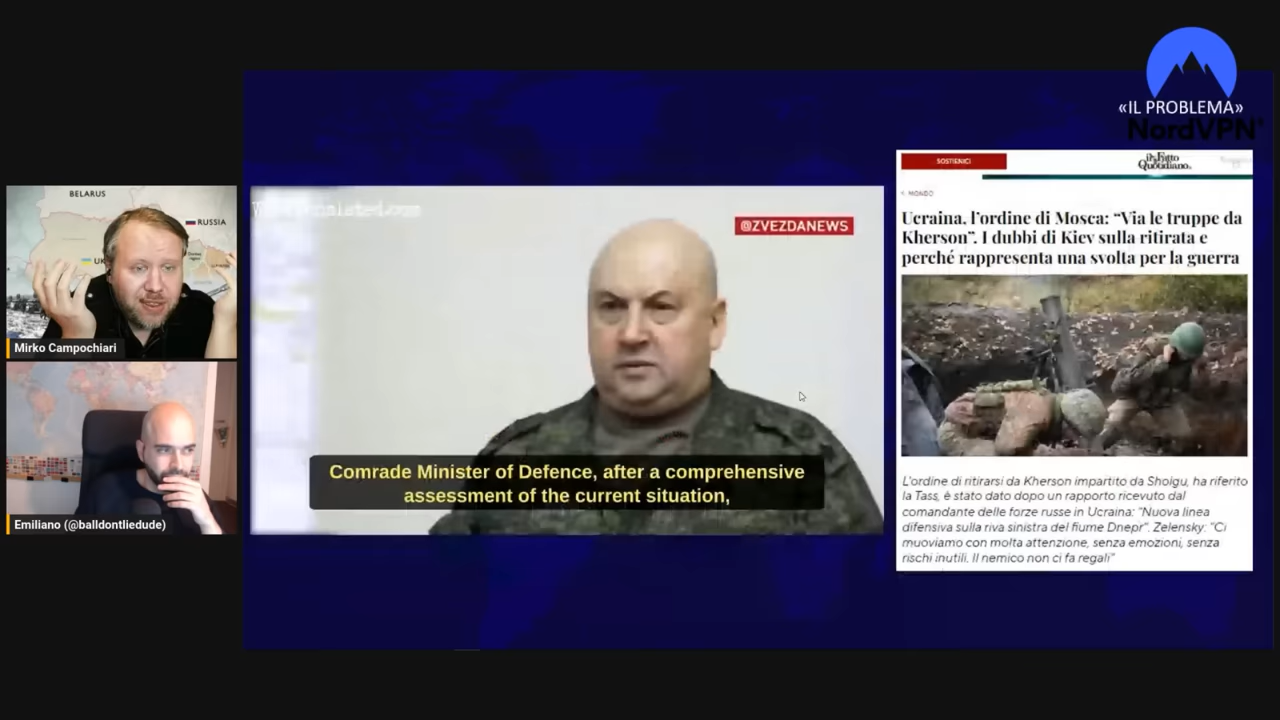 «IL PROBLEMA»
NordVPN
BELARUS
RUSSIA
UK
Mirko Campochiari
Emiliano (@balldontliedude)
@ZVEZDANEWS
Comrade Minister of Defence, after a comprehensive
assessment of the current situation,
SOSTIENICI
il Fatto
Quotidiano.
< MONDO
Ucraina, l’ordine di Mosca: “Via le truppe da
Kherson”. I dubbi di Kiev sulla ritirata e
perché rappresenta una svolta per la guerra
L'ordine di ritirarsi da Kherson impartito da Shoigu, ha riferito
la Tass, è stato dato dopo un rapporto ricevuto dal
comandante delle forze russe in Ucraina: "Nuova linea
difensiva sulla riva sinistra del fiume Dnepr". Zelensky: "Ci
muoviamo con molta attenzione, senza emozioni, senza
rischi inutili. Il nemico non ci fa regali"